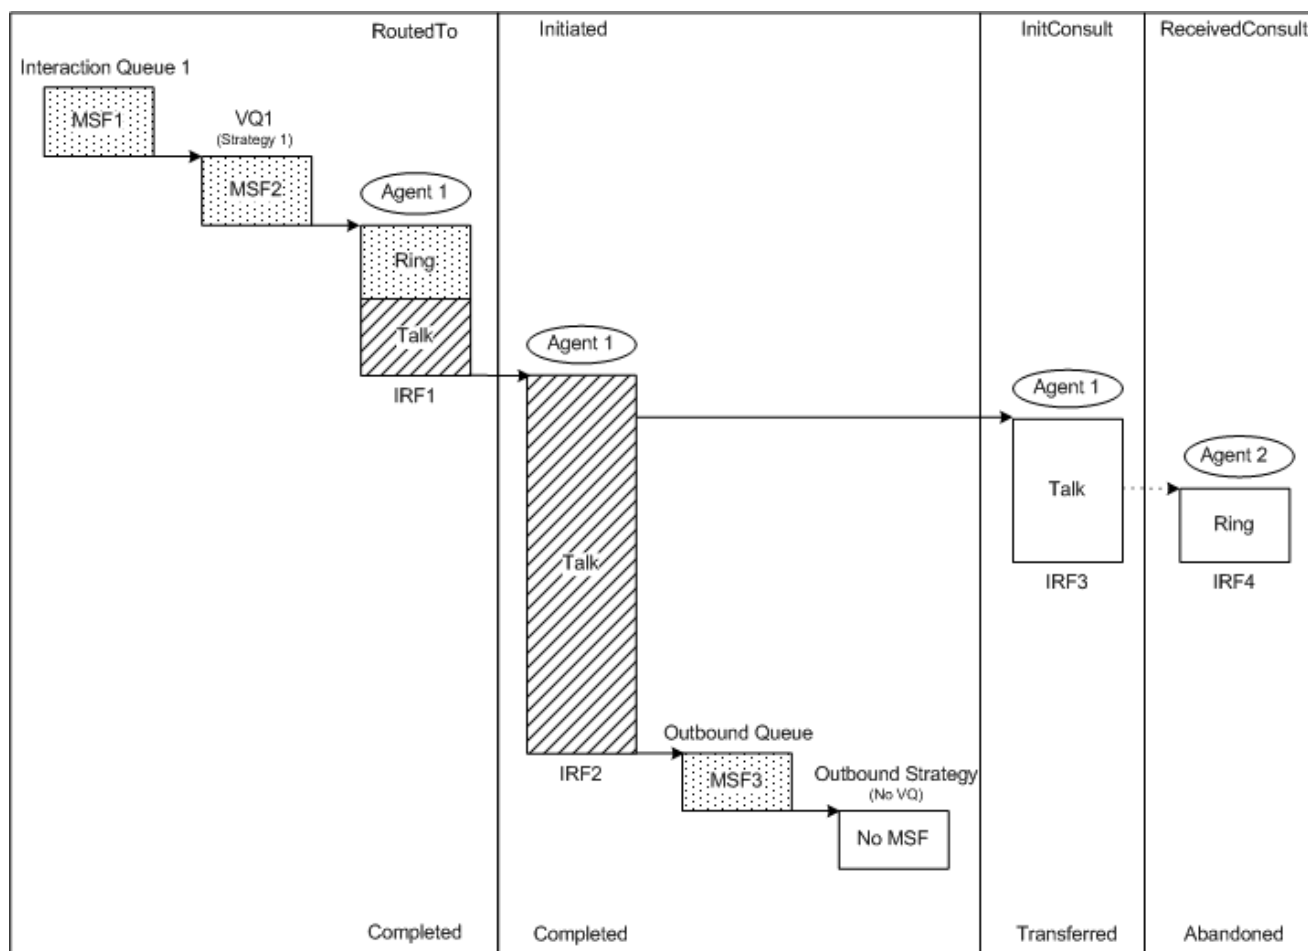 RoutedTo
Initiated
InitConsult
ReceivedConsult
Interaction Queue 1
MSF1
VQ1
(Strategy 1)
MSF2
Agent 1
Ring
Talk
IRF1
Agent 1
Talk
IRF2
Agent 1
Talk
IRF3
Agent 2
Ring
IRF4
Outbound Queue
MSF3
Outbound Strategy
(No VQ)
No MSF
Completed
Completed
Transferred
Abandoned